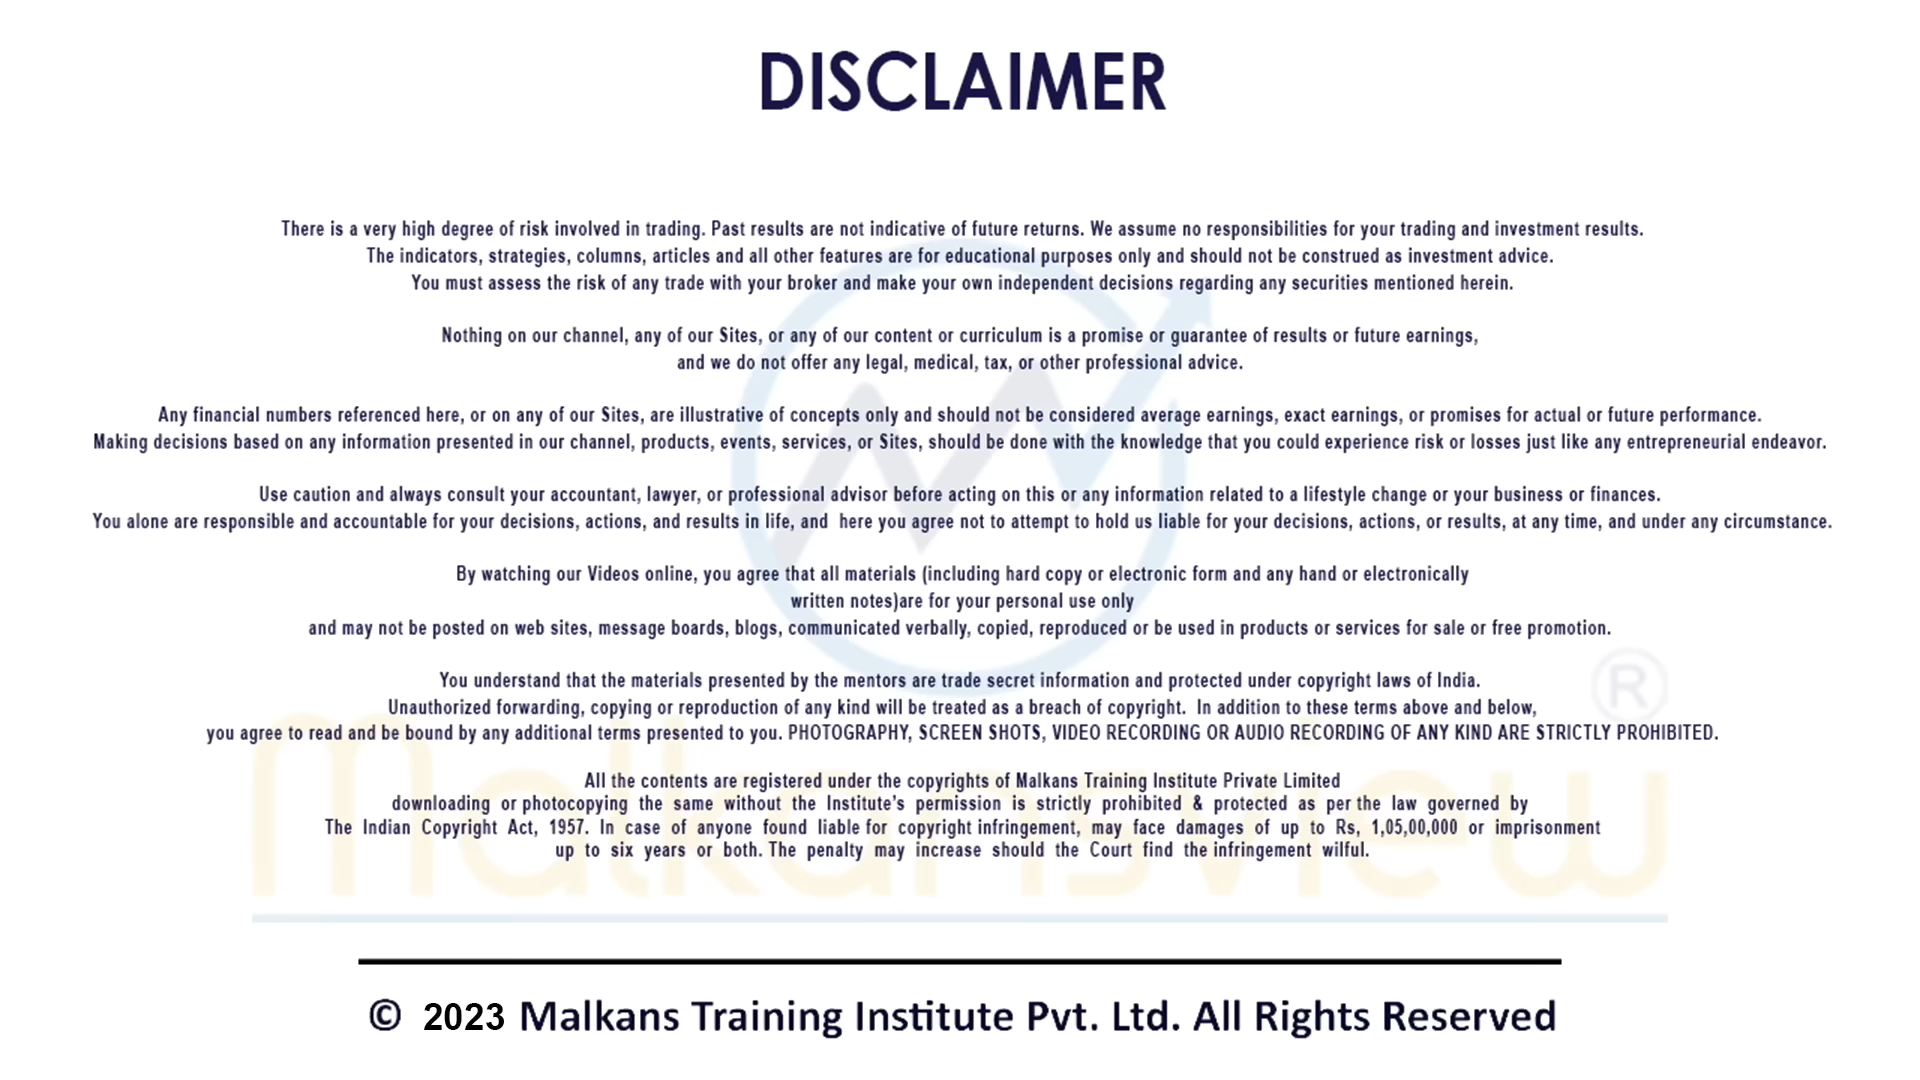 DISCLAIMER
There is a very high degree of risk involved in trading. Past results are not indicative of future returns. We assume no responsibilities for your trading and investment results.
The indicators, strategies, columns, articles and all other features are for educational purposes only and should not be construed as investment advice.
You must assess the risk of any trade with your broker and make your own independent decisions regarding any securities mentioned herein.
Nothing on our channel, any of our Sites, or any of our content or curriculum is a promise or guarantee of results or future earnings,
and we do not offer any legal, medical, tax, or other professional advice.
Any financial numbers referenced here, or on any of our Sites, are illustrative of concepts only and should not be considered average earnings, exact earnings, or promises for actual or future performance.
Making decisions based on any information presented in our channel, products, events, services, or Sites, should be done with the knowledge that you could experience risk or losses just like any entrepreneurial endeavor.
Use caution and always consult your accountant, lawyer, or professional advisor before acting on this or any information related to a lifestyle change or your business or finances.
You alone are responsible and accountable for your decisions, actions, and results in life, and here you agree not to attempt to hold us liable for your decisions, actions, or results, at any time, and under any circumstance.
By watching our Videos online, you agree that all materials (including hard copy or electronic form and any hand or electronically
written notes)are for your personal use only
and may not be posted on web sites, message boards, blogs, communicated verbally, copied, reproduced or be used in products or services for sale or free promotion.
You understand that the materials presented by the mentors are trade secret information and protected under copyright laws of India.
Unauthorized forwarding, copying or reproduction of any kind will be treated as a breach of copyright. In addition to these terms above and below,
you agree to read and be bound by any additional terms presented to you. PHOTOGRAPHY, SCREEN SHOTS, VIDEO RECORDING OR AUDIO RECORDING OF ANY KIND ARE STRICTLY PROHIBITED.
All the contents are registered under the copyrights of Malkans Training Institute Private Limited
downloading or photocopying the same without the Institute's permission is strictly prohibited & protected as per the law governed by
The Indian Copyright Act, 1957. In case of anyone found liable for copyright infringement, may face damages of up to Rs, 1,05,00,000 or imprisonment
up to six years or both. The penalty may increase should the Court find the infringement wilful.
Malkansview ®
© 2023 Malkans Training Institute Pvt. Ltd. All Rights Reserved